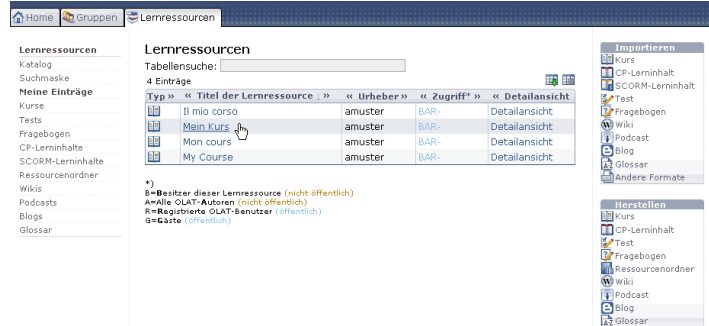 Home Gruppen Lernressourcen
Lernressourcen
Katalog
Suchmaske
Meine Einträge
Kurse
Tests
Fragebogen
CP-Lerninhalte
SCORM-Lerninhalte
Ressourcenordner
Wikis
Podcasts
Blogs
Glossar
Lernressourcen
Tabellensuche:
4 Einträge
Typ » « Titel der Lernressource ↓ » « Urheber » « Zugriff* » « Detailansicht
Il mio corso amuster BAR- Detailansicht
Mein Kurs amuster BAR- Detailansicht
Mon cours amuster BAR- Detailansicht
My Course amuster BAR- Detailansicht
*)
B=Besitzer dieser Lernressource (nicht öffentlich)
A=Alle OLAT-Autoren (nicht öffentlich)
R=Registrierte OLAT-Benutzer (öffentlich)
G=Gäste (öffentlich)
Importieren
Kurs
CP-Lerninhalt
SCORM-Lerninhalt
Test
Fragebogen
Wiki
Podcast
Blog
Glossar
Andere Formate
Herstellen
Kurs
CP-Lerninhalt
Test
Fragebogen
Ressourcenordner
Wiki
Podcast
Blog
Glossar